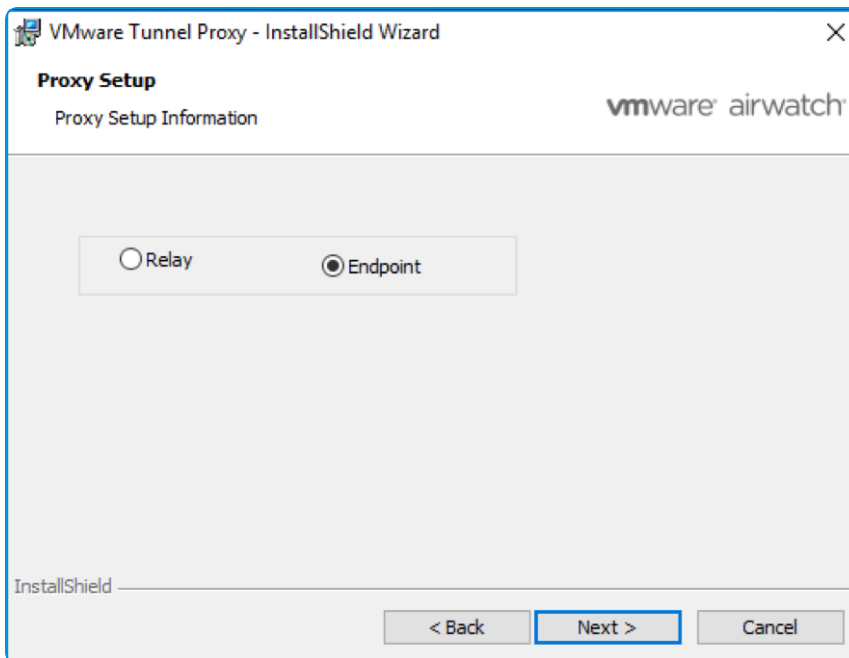 VMware Tunnel Proxy - InstallShield Wizard
Proxy Setup
Proxy Setup Information
vmware airwatch
Relay
Endpoint
InstallShield
< Back
Next >
Cancel